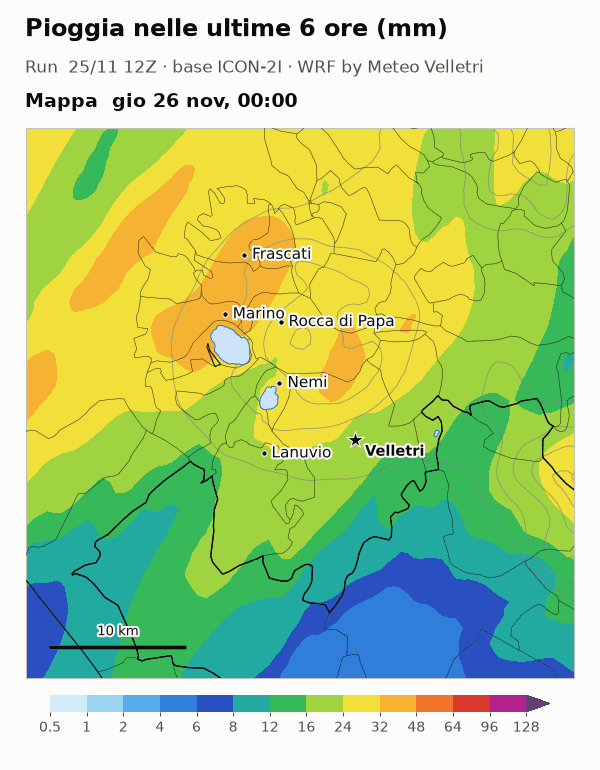 Pioggia nelle ultime 6 ore (mm)
Run 25/11 12Z · base ICON-2I · WRF by Meteo Velletri
Mappa gio 26 nov, 00:00
Frascati
Marino
Rocca di Papa
Nemi
Velletri
Lanuvio
10 km
0.5 1 2 4 6 8 12 16 24 32 48 64 96 128